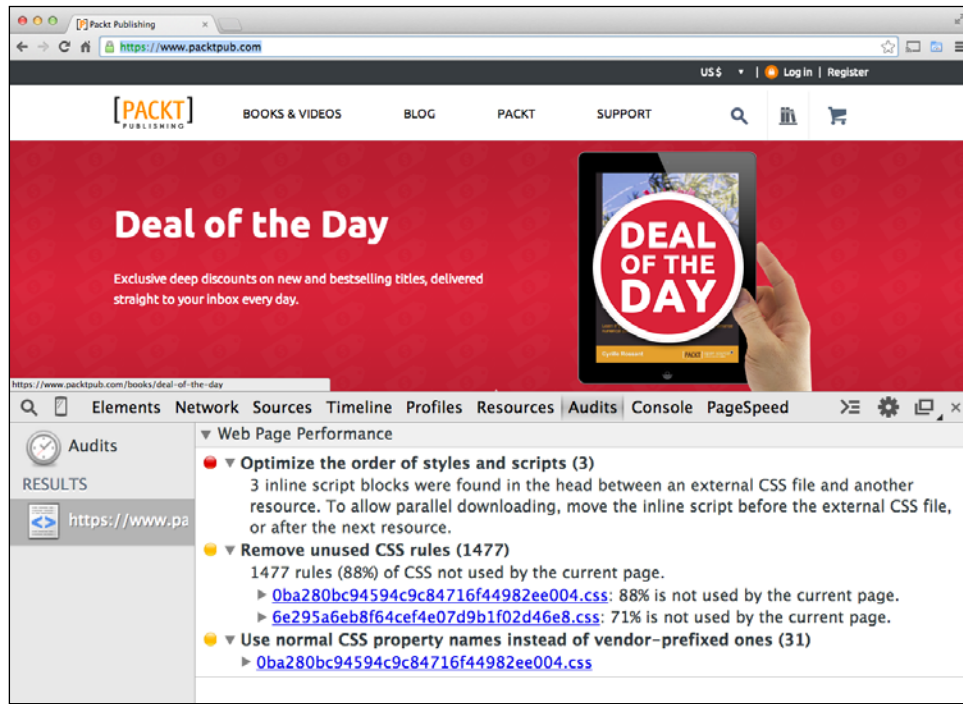 Packt Publishing
https://www.packtpub.com
US $ | Log in | Register
[PACKT]
PUBLISHING
BOOKS & VIDEOS BLOG PACKT SUPPORT
Deal of the Day
Exclusive deep discounts on new and bestselling titles, delivered
straight to your inbox every day.
DEAL
OF THE
DAY
PACKT
https://www.packtpub.com/books/deal-of-the-day
Elements Network Sources Timeline Profiles Resources Audits Console PageSpeed
Audits
RESULTS
https://www.pa
Web Page Performance
Optimize the order of styles and scripts (3)
3 inline script blocks were found in the head between an external CSS file and another
resource. To allow parallel downloading, move the inline script before the external CSS file,
or after the next resource.
Remove unused CSS rules (1477)
1477 rules (88%) of CSS not used by the current page.
0ba280bc94594c9c84716f44982ee004.css: 88% is not used by the current page.
6e295a6eb8f64cef4e07d9b1f02d46e8.css: 71% is not used by the current page.
Use normal CSS property names instead of vendor-prefixed ones (31)
0ba280bc94594c9c84716f44982ee004.css